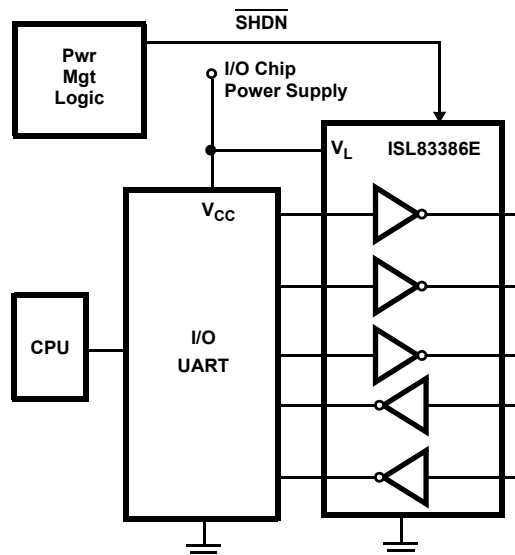 SHDN
Pwr
Mgt
Logic
I/O Chip
Power Supply
VL
ISL83386E
VCC
CPU
I/O
UART